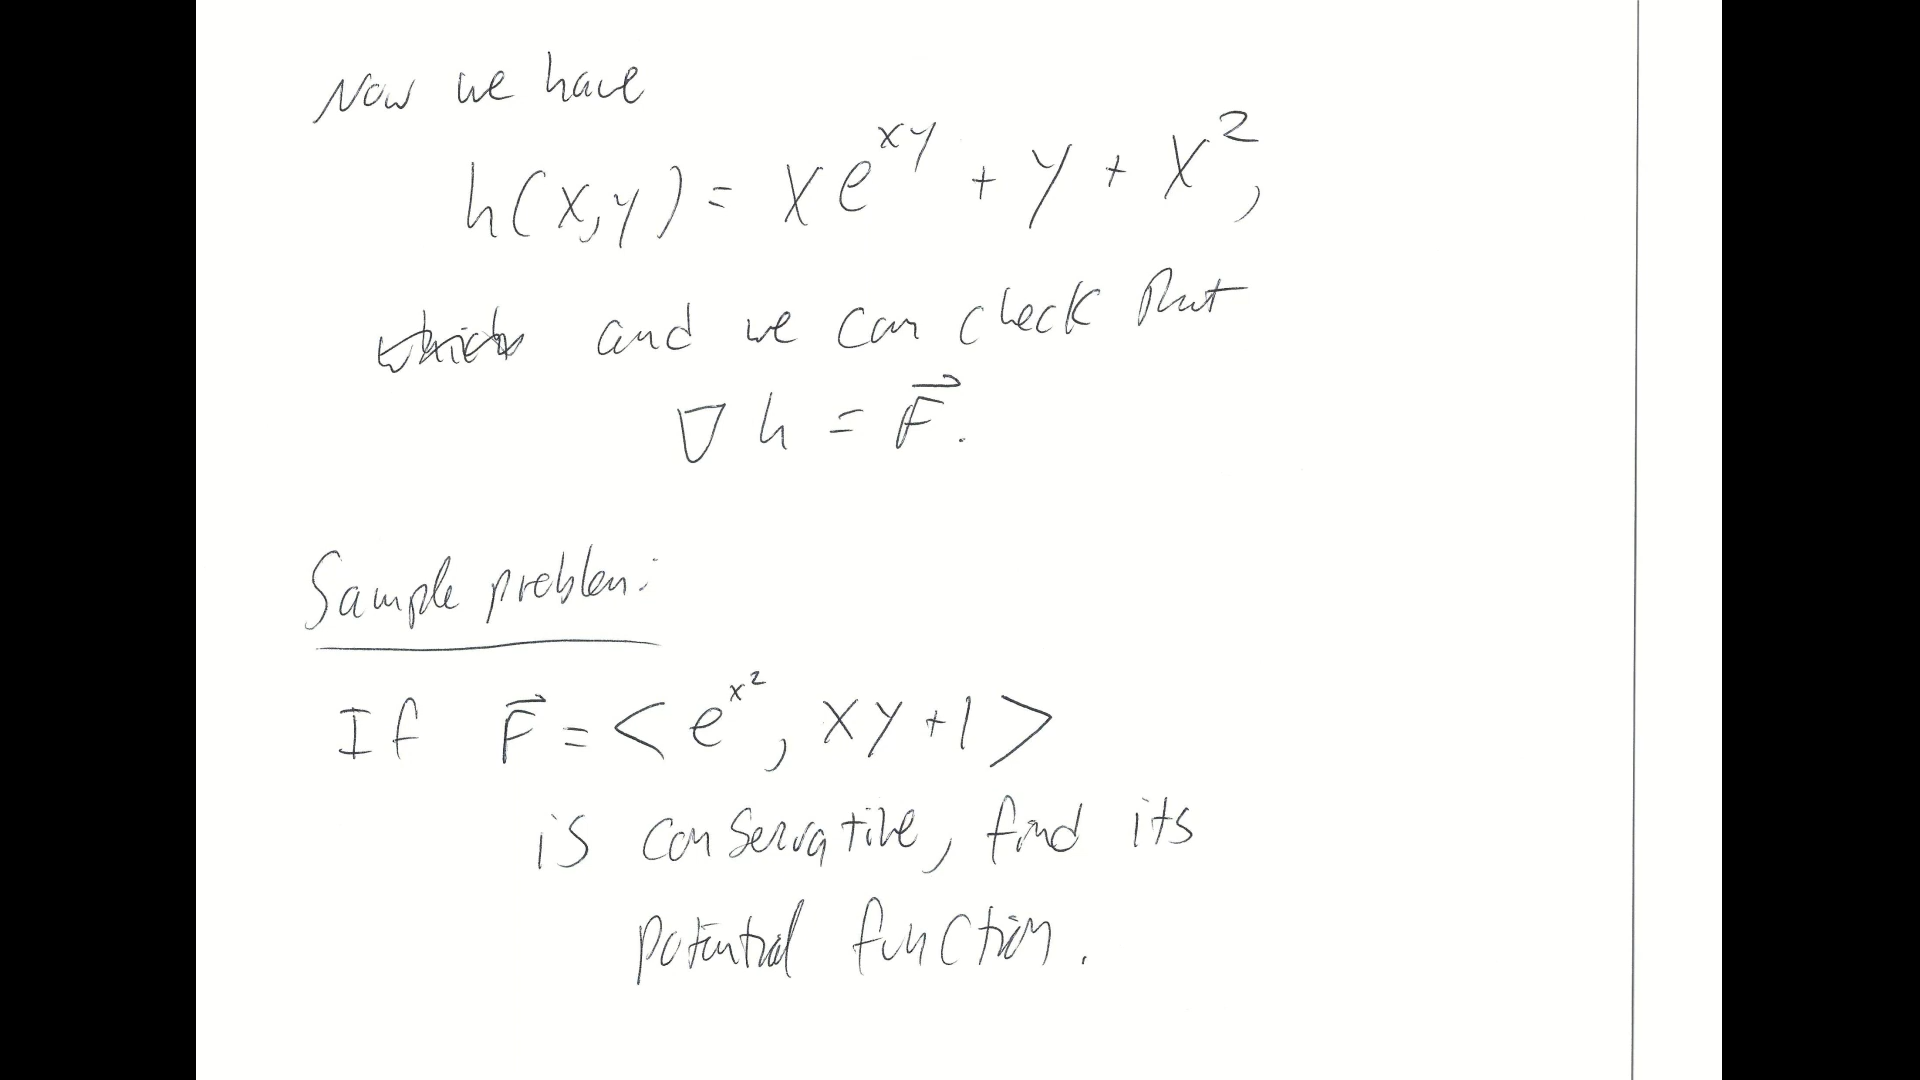 Now we have
h(x,y) = xe^{xy} + y + x^2,
which and we can check that
∇h = F⃗.
Sample problem:
If F⃗ = < e^{x^2}, xy + 1 >
is conservative, find its
potential function.